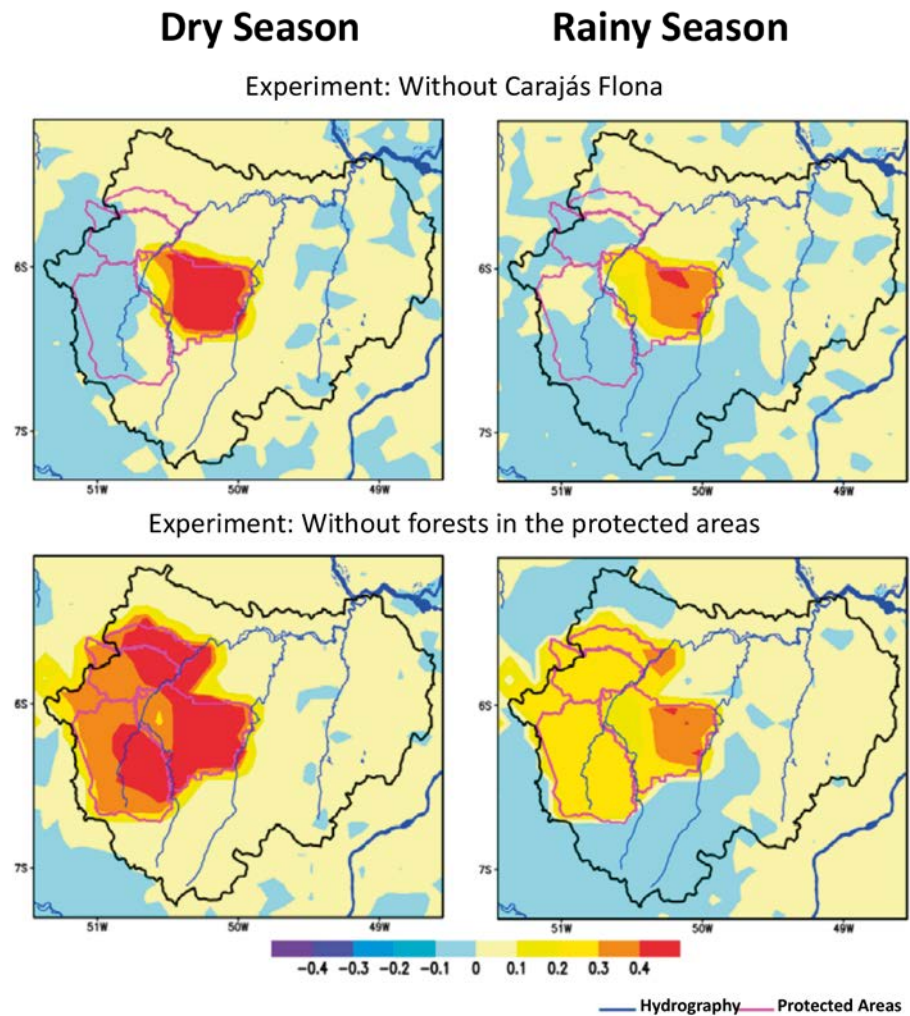 Dry Season Rainy Season
Experiment: Without Carajás Flona
6S 6S
7S 7S
51W 50W 49W 51W 50W 49W
Experiment: Without forests in the protected areas
6S 6S
7S 7S
51W 50W 49W 51W 50W 49W
-0.4 -0.3 -0.2 -0.1 0 0.1 0.2 0.3 0.4
Hydrography Protected Areas